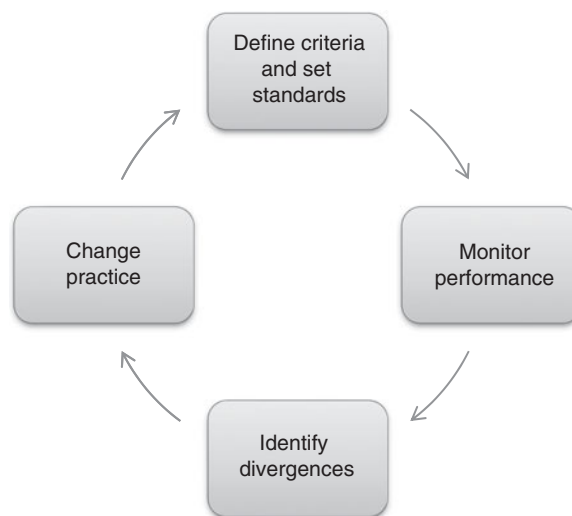 Define criteria
and set
standards
Monitor
performance
Identify
divergences
Change
practice